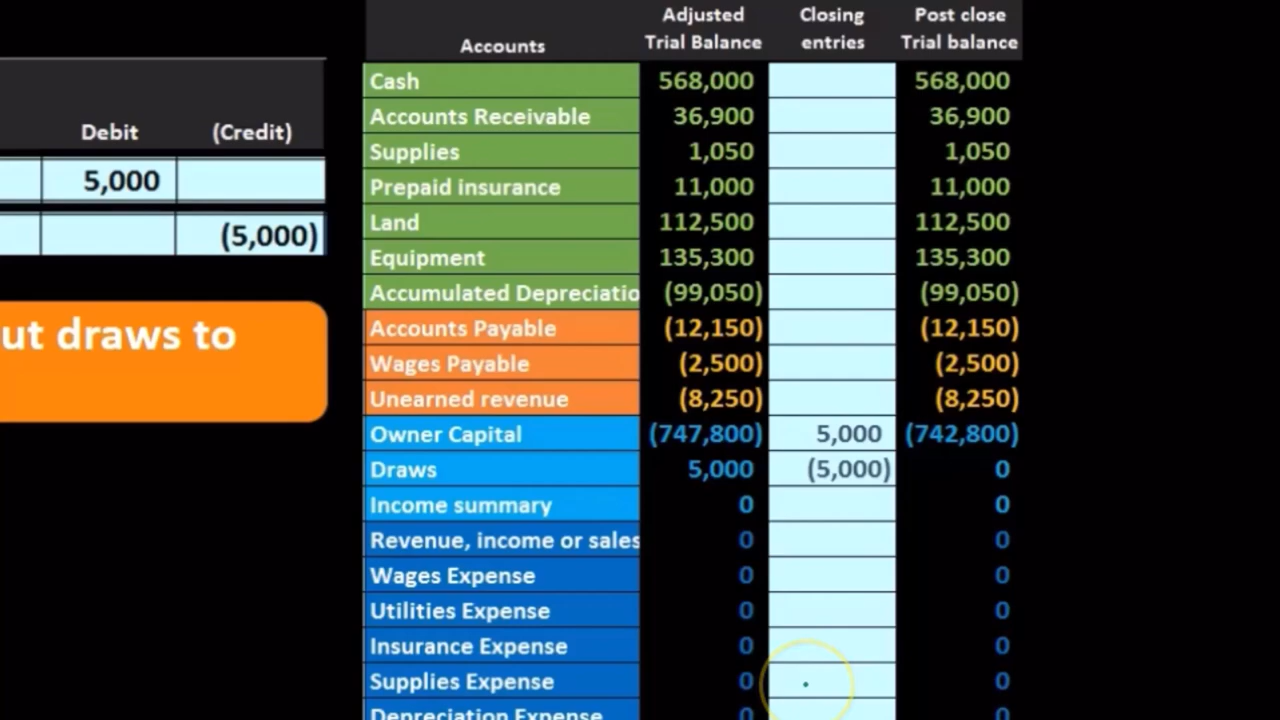 Debit (Credit)
5,000
(5,000)
ut draws to
Accounts Adjusted Trial Balance Closing entries Post close Trial balance
Cash 568,000 568,000
Accounts Receivable 36,900 36,900
Supplies 1,050 1,050
Prepaid insurance 11,000 11,000
Land 112,500 112,500
Equipment 135,300 135,300
Accumulated Depreciatio (99,050) (99,050)
Accounts Payable (12,150) (12,150)
Wages Payable (2,500) (2,500)
Unearned revenue (8,250) (8,250)
Owner Capital (747,800) 5,000 (742,800)
Draws 5,000 (5,000) 0
Income summary 0 0
Revenue, income or sales 0 0
Wages Expense 0 0
Utilities Expense 0 0
Insurance Expense 0 0
Supplies Expense 0 0
Depreciation Expense 0 0